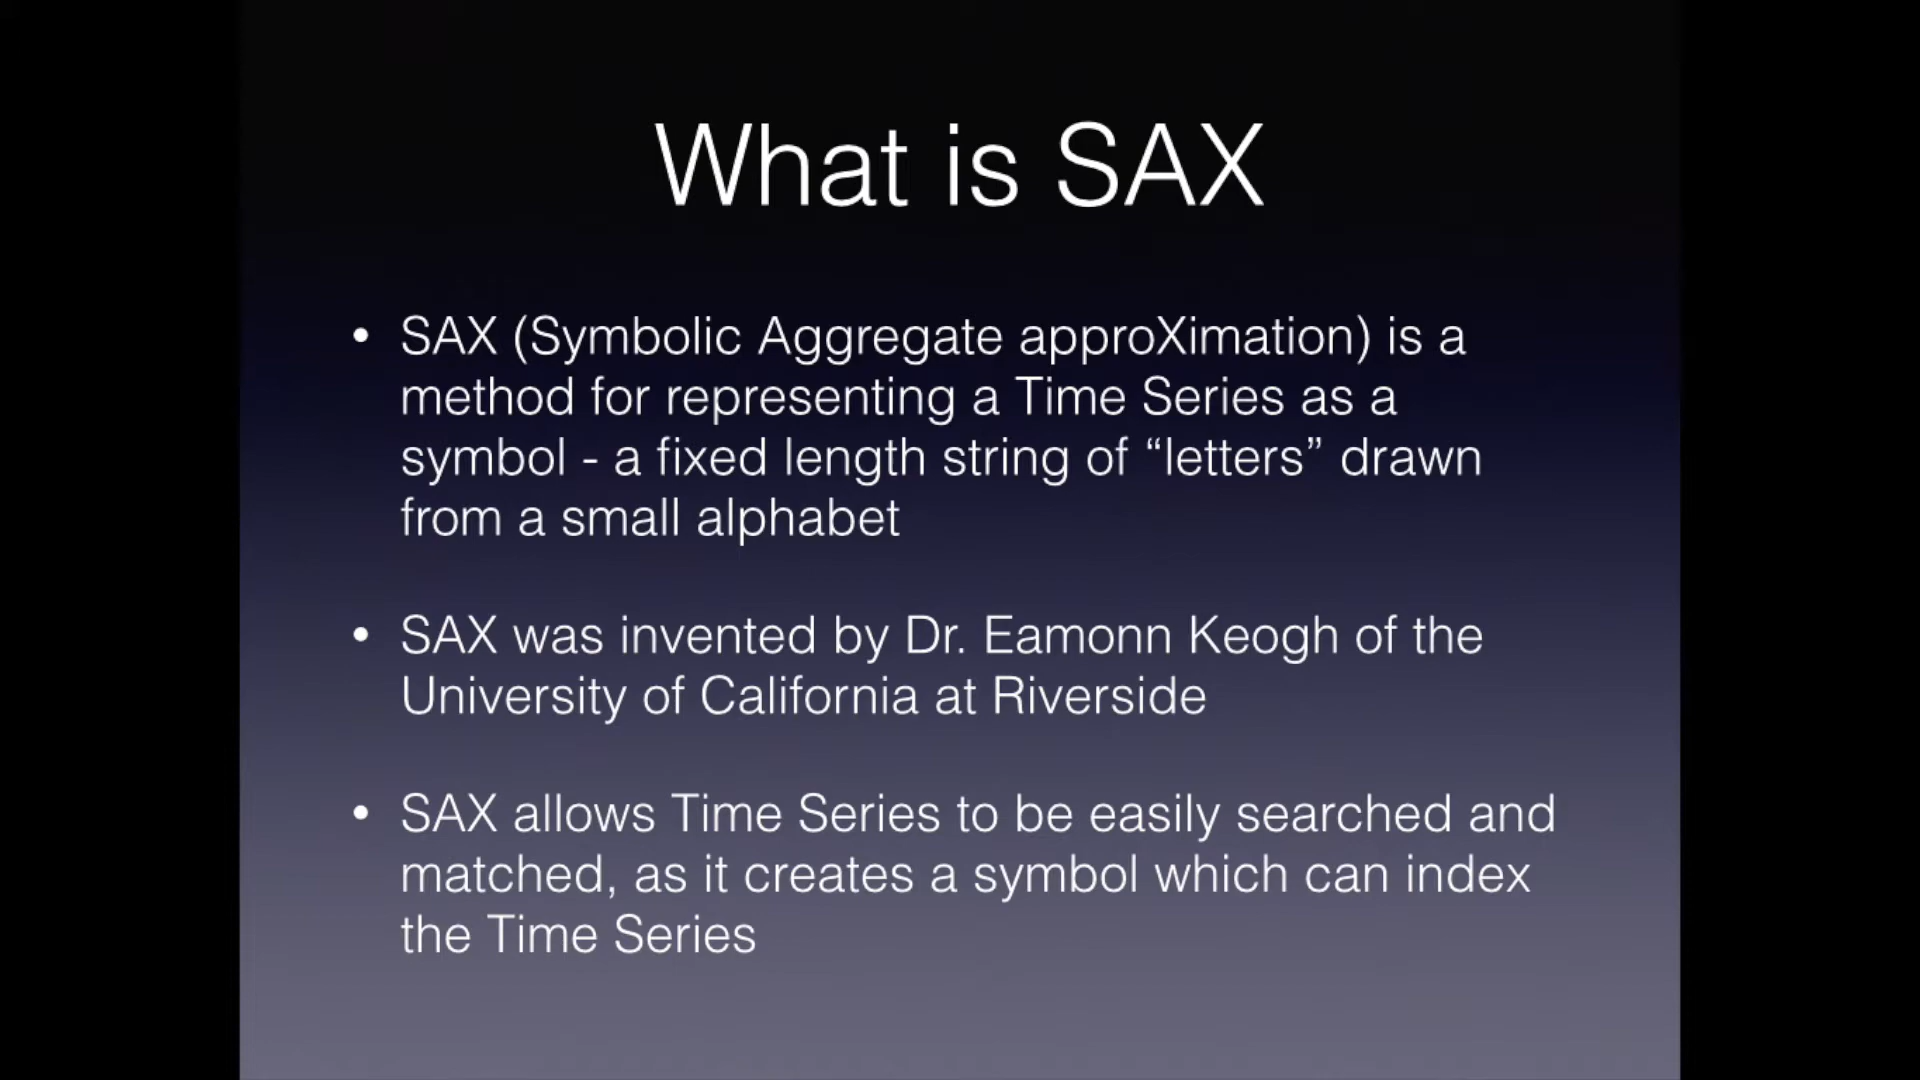 What is SAX
• SAX (Symbolic Aggregate approXimation) is a
method for representing a Time Series as a
symbol - a fixed length string of “letters” drawn
from a small alphabet
• SAX was invented by Dr. Eamonn Keogh of the
University of California at Riverside
• SAX allows Time Series to be easily searched and
matched, as it creates a symbol which can index
the Time Series